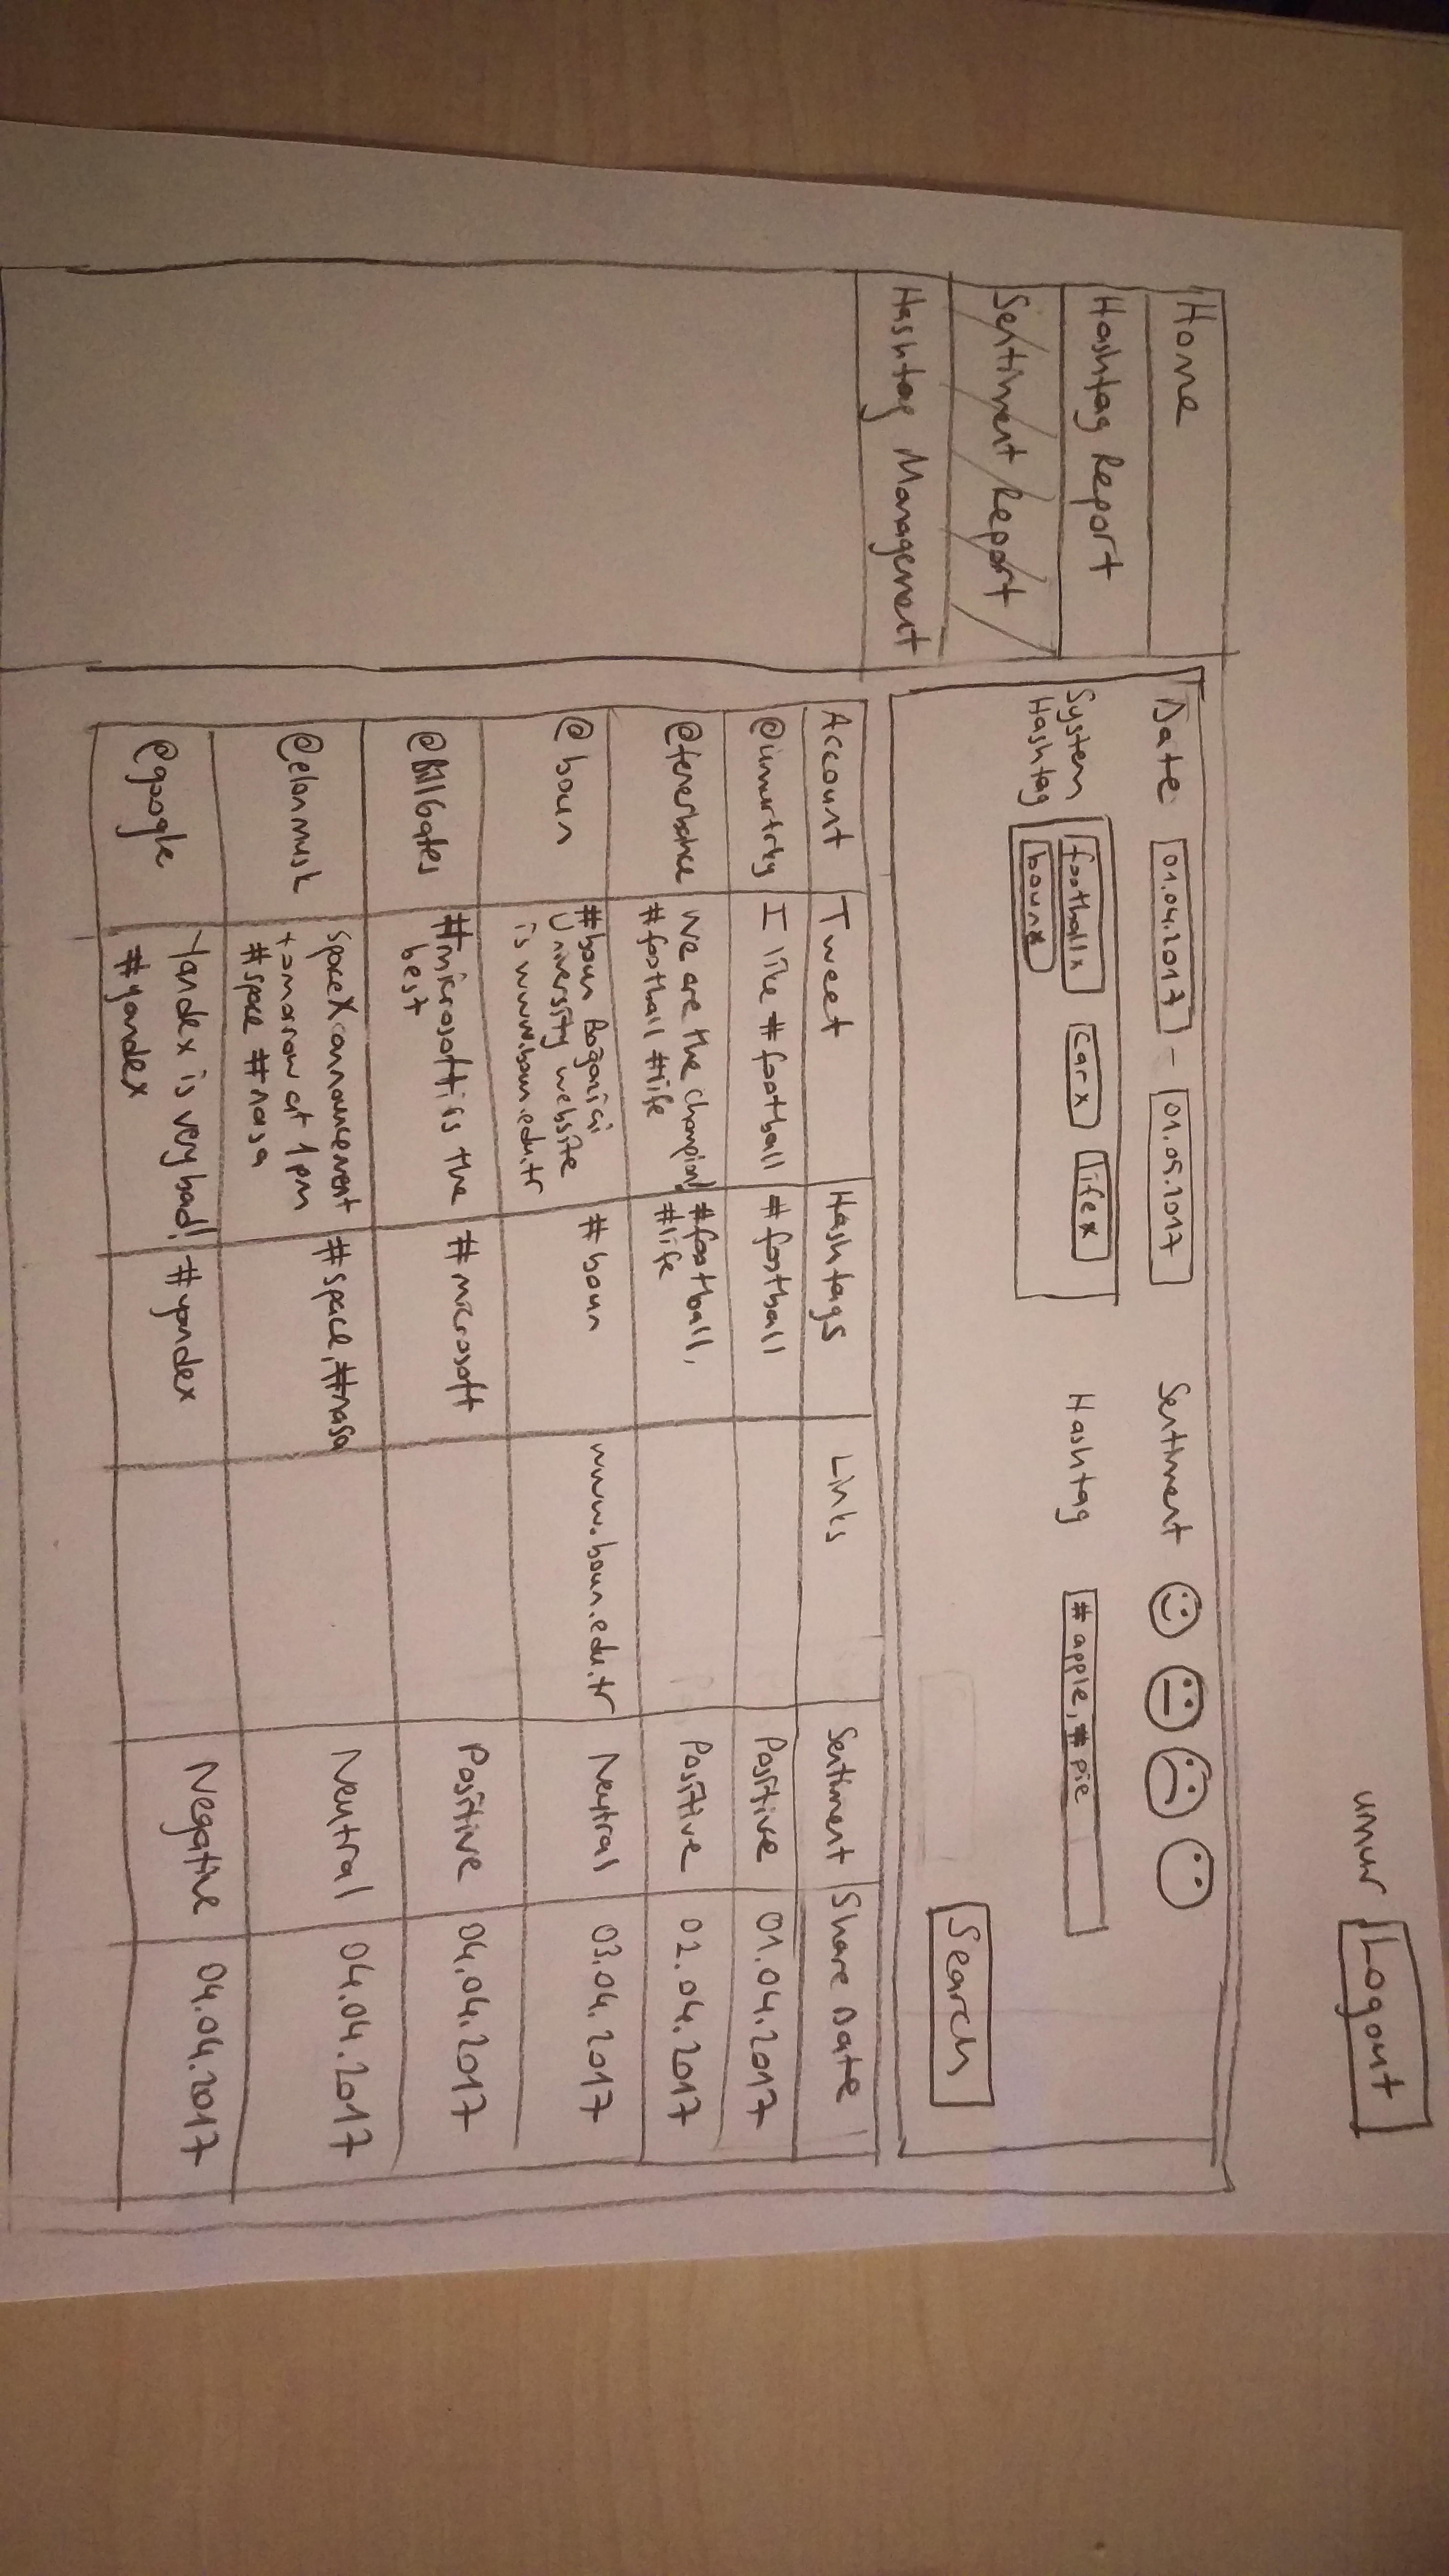 umur Logout
Home
Hashtag Report
Sentiment Report
Hashtag Management
Date 01.04.2017 - 01.05.2017
Sentiment
System
Hashtag
football x car x life x
boun x
Hashtag #apple, #pie
Search
Account Tweet Hashtags Links Sentiment Share Date
@umurtrky I like #football #football Positive 01.04.2017
@fenerbahce We are the champion! #football, Positive 02.04.2017
#football #life #life
@boun #boun Boğaziçi #boun www.boun.edu.tr Neutral 03.04.2017
University website
is www.boun.edu.tr
@BillGates #microsoft is the #microsoft Positive 04.04.2017
best
@elonmusk SpaceX announcement #space, #nasa Neutral 04.04.2017
tomorrow at 1 pm
#space #nasa
@google Yandex is very bad! #yandex Negative 04.04.2017
#yandex